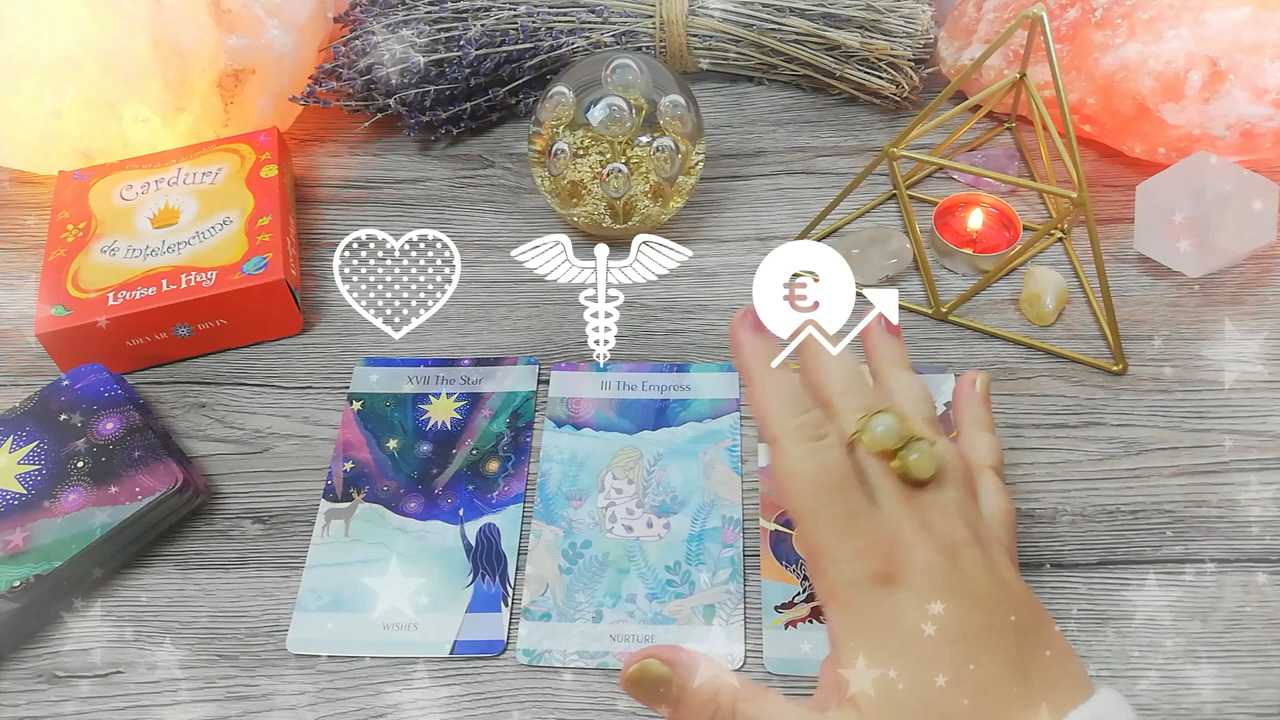 Carduri
de înțelepciune
Louise L. Hay
ADEVĂR DIVIN
XVII The Star
WISHES
III The Empress
NURTURE
€